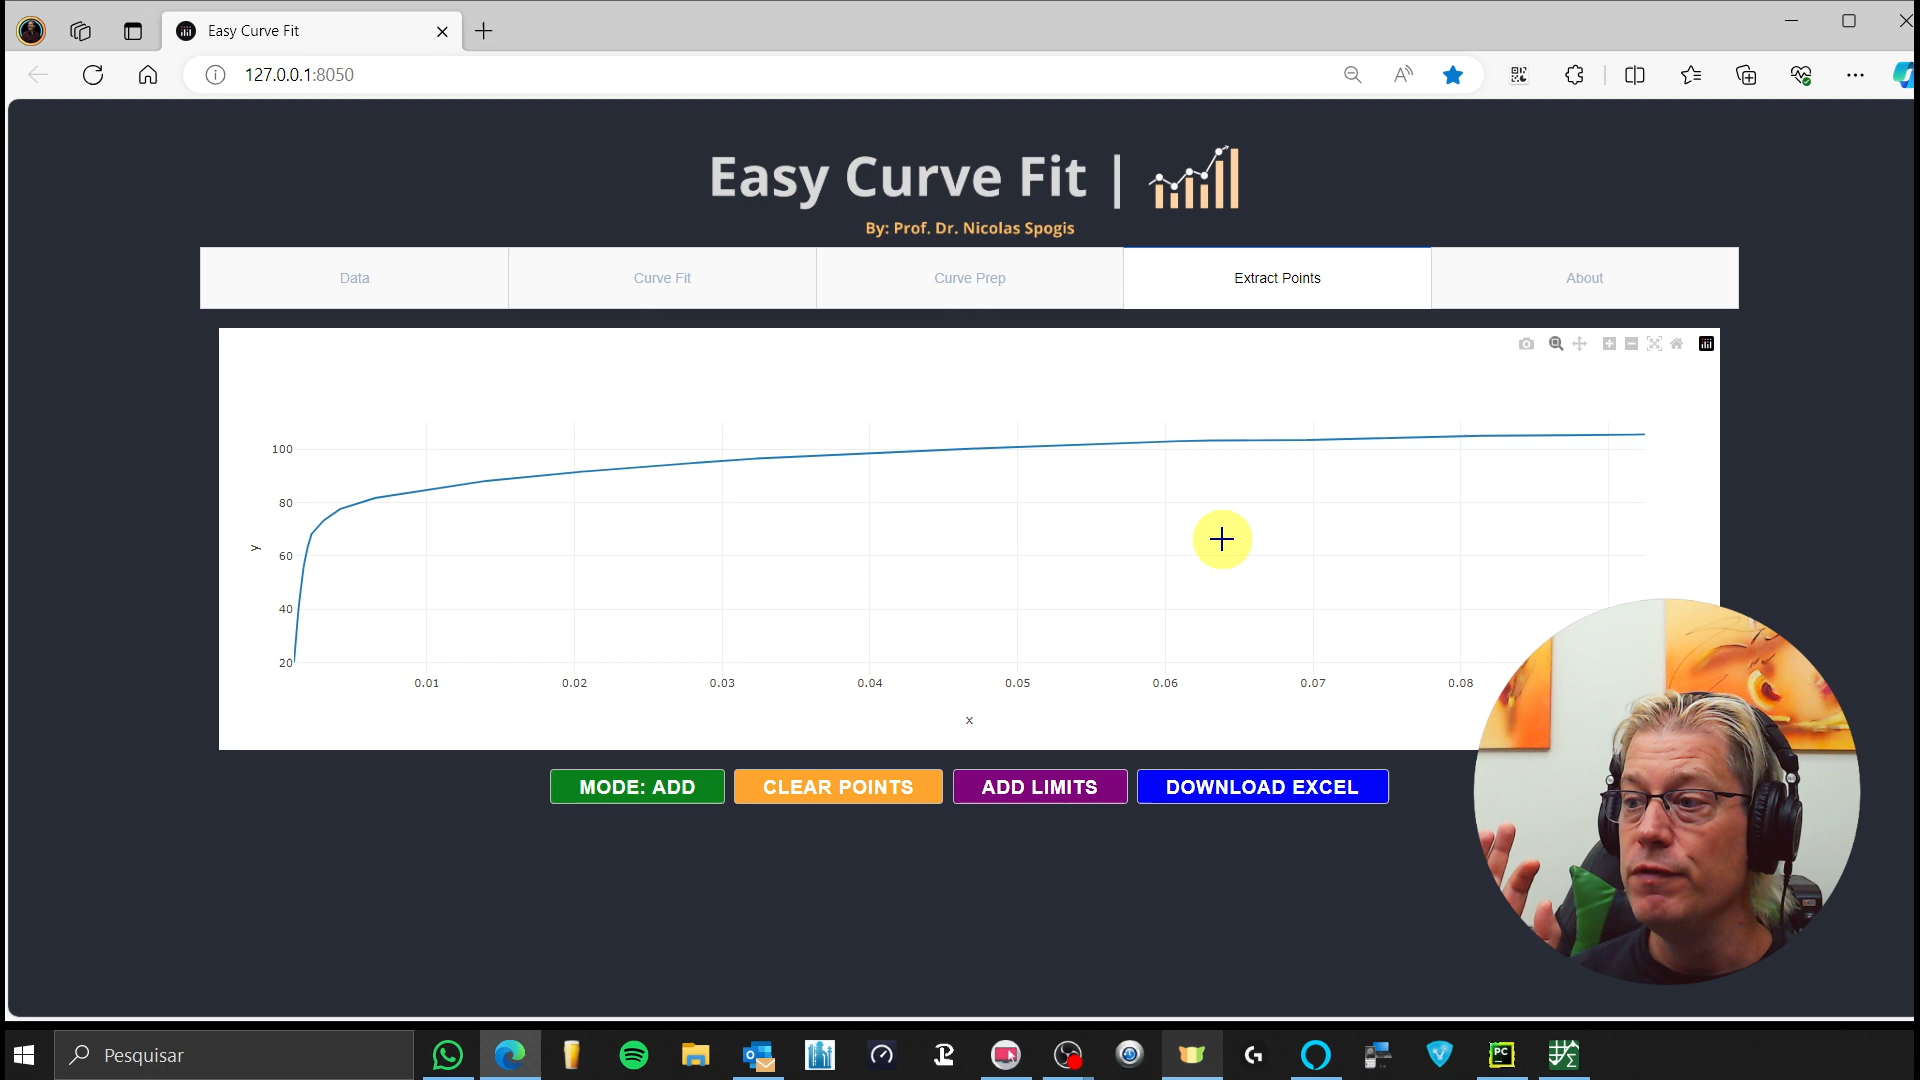 Easy Curve Fit
127.0.0.1:8050
Easy Curve Fit |
By: Prof. Dr. Nicolas Spogis
Data
Curve Fit
Curve Prep
Extract Points
About
100
80
60
40
20
y
0.01
0.02
0.03
0.04
0.05
0.06
0.07
0.08
x
MODE: ADD
CLEAR POINTS
ADD LIMITS
DOWNLOAD EXCEL
Pesquisar
PC